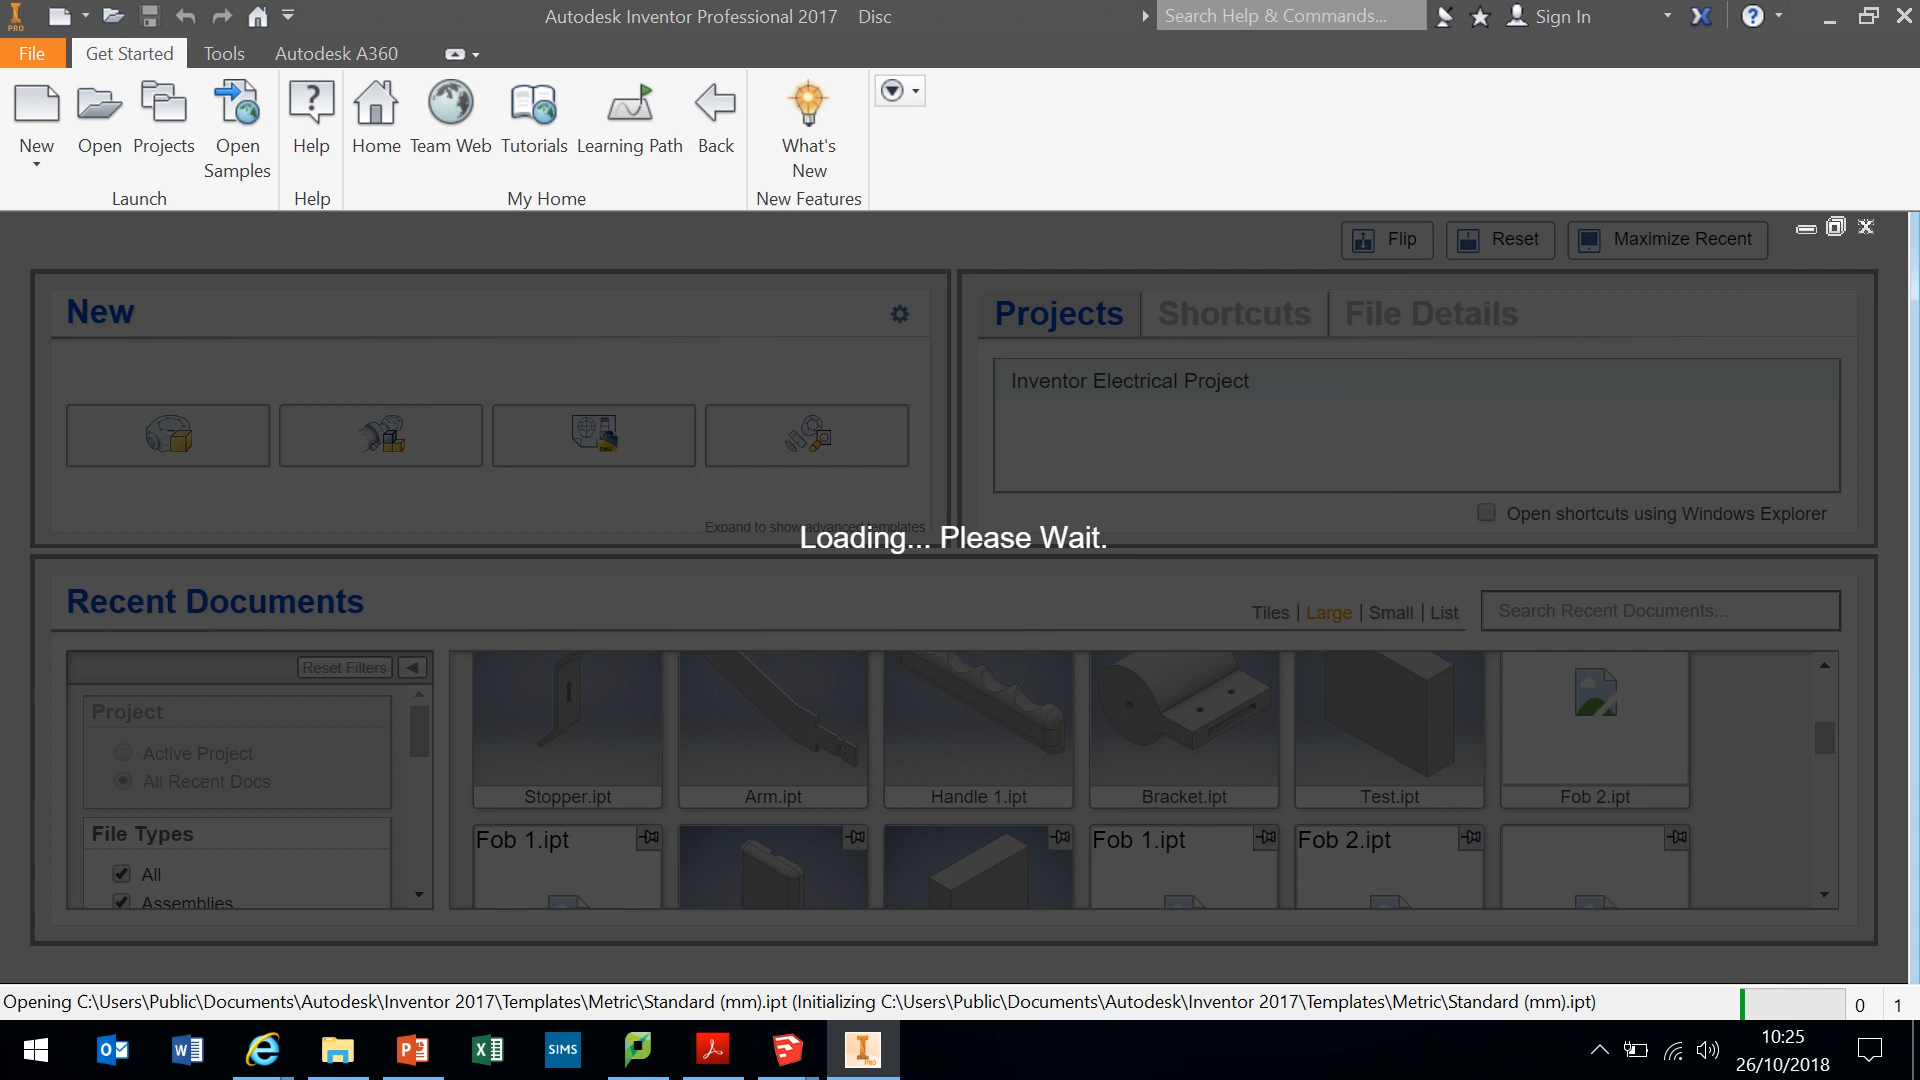 PRO
Autodesk Inventor Professional 2017 Disc
Search Help & Commands...
Sign In
File
Get Started
Tools
Autodesk A360
New
Open
Projects
Open Samples
Help
Home
Team Web
Tutorials
Learning Path
Back
What's New
Launch
Help
My Home
New Features
Flip
Reset
Maximize Recent
New
Projects
Shortcuts
File Details
Inventor Electrical Project
Expand to show advanced templates
Open shortcuts using Windows Explorer
Loading... Please Wait.
Recent Documents
Tiles | Large | Small | List
Search Recent Documents...
Reset Filters
Project
Active Project
All Recent Docs
File Types
All
Assemblies
Stopper.ipt
Arm.ipt
Handle 1.ipt
Bracket.ipt
Test.ipt
Fob 2.ipt
Fob 1.ipt
Fob 1.ipt
Fob 2.ipt
Opening C:\Users\Public\Documents\Autodesk\Inventor 2017\Templates\Metric\Standard (mm).ipt (Initializing C:\Users\Public\Documents\Autodesk\Inventor 2017\Templates\Metric\Standard (mm).ipt)
0
1
SIMS
10:25
26/10/2018